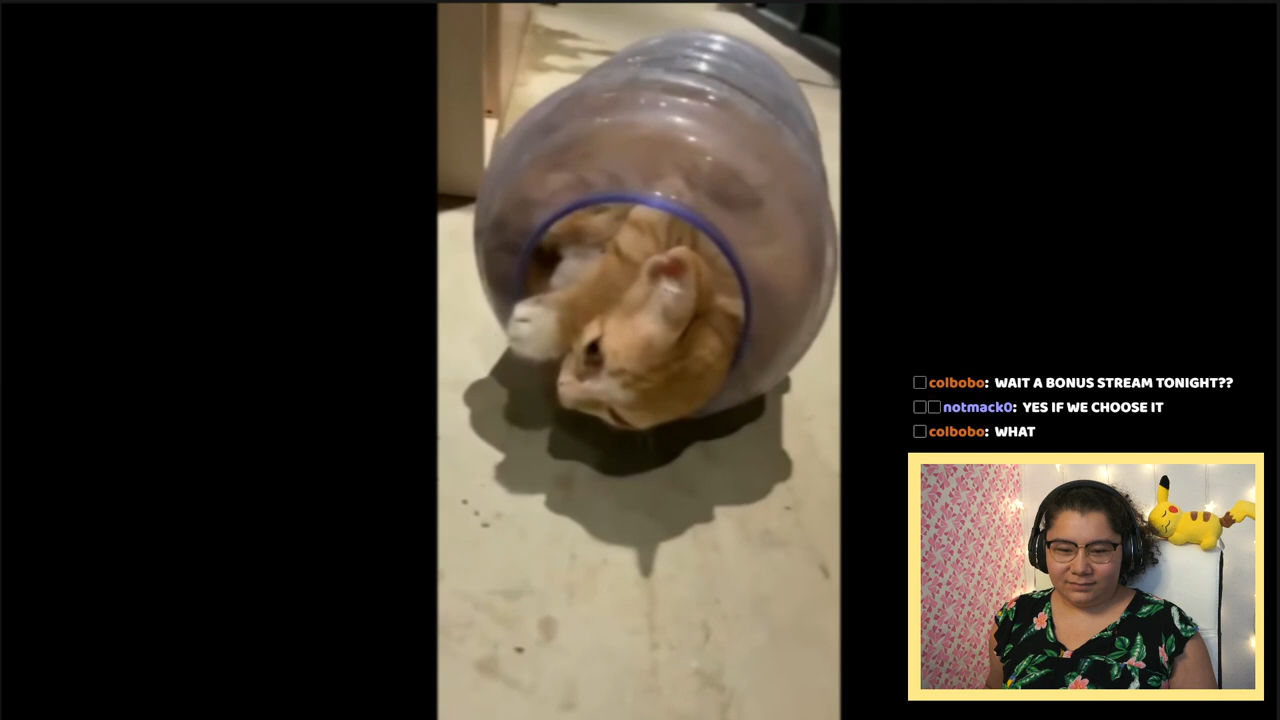 colbobo: WAIT A BONUS STREAM TONIGHT??
notmack0: YES IF WE CHOOSE IT
colbobo: WHAT